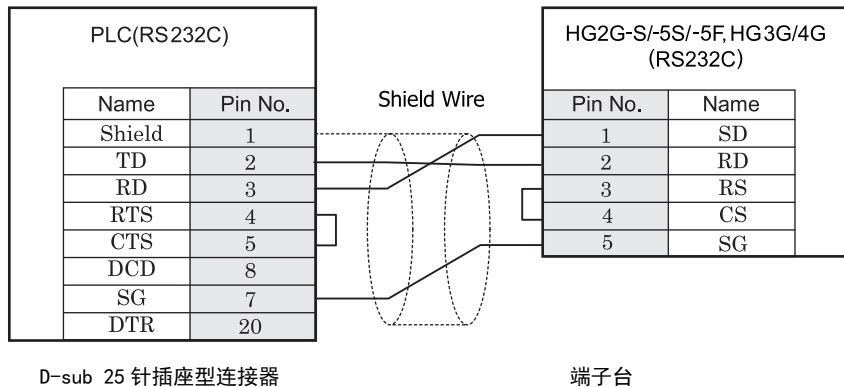 PLC(RS232C)
HG2G-S/-5S/-5F, HG3G/4G
(RS232C)
Shield Wire
Name Pin No.
Shield 1
TD 2
RD 3
RTS 4
CTS 5
DCD 8
SG 7
DTR 20
Pin No. Name
1 SD
2 RD
3 RS
4 CS
5 SG
D-sub 25 针插座型连接器
端子台